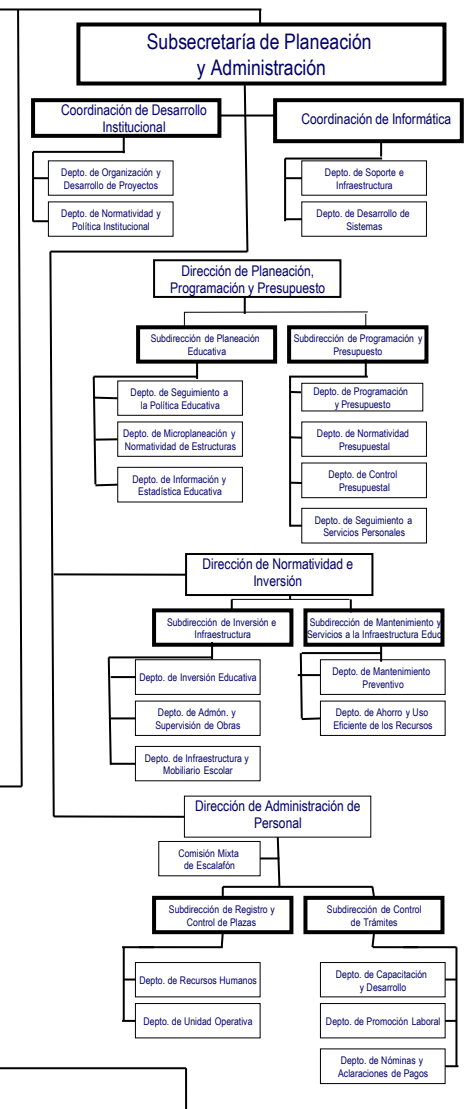 Subsecretaría de Planeación
y Administración
Coordinación de Desarrollo
Institucional
Coordinación de Informática
Depto. de Organización y
Desarrollo de Proyectos
Depto. de Normatividad y
Política Institucional
Depto. de Soporte e
Infraestructura
Depto. de Desarrollo de
Sistemas
Dirección de Planeación,
Programación y Presupuesto
Subdirección de Planeación
Educativa
Subdirección de Programación y
Presupuesto
Depto. de Seguimiento a
la Política Educativa
Depto. de Microplaneación y
Normatividad de Estructuras
Depto. de Información y
Estadística Educativa
Depto. de Programación
y Presupuesto
Depto. de Normatividad
Presupuestal
Depto. de Control
Presupuestal
Depto. de Seguimiento a
Servicios Personales
Dirección de Normatividad e
Inversión
Subdirección de Inversión e
Infraestructura
Subdirección de Mantenimiento y
Servicios a la Infraestructura Educ
Depto. de Inversión Educativa
Depto. de Admón. y
Supervisión de Obras
Depto. de Infraestructura y
Mobiliario Escolar
Depto. de Mantenimiento
Preventivo
Depto. de Ahorro y Uso
Eficiente de los Recursos
Dirección de Administración de
Personal
Comisión Mixta
de Escalafón
Subdirección de Registro y
Control de Plazas
Subdirección de Control
de Trámites
Depto. de Recursos Humanos
Depto. de Unidad Operativa
Depto. de Capacitación
y Desarrollo
Depto. de Promoción Laboral
Depto. de Nóminas y
Aclaraciones de Pagos